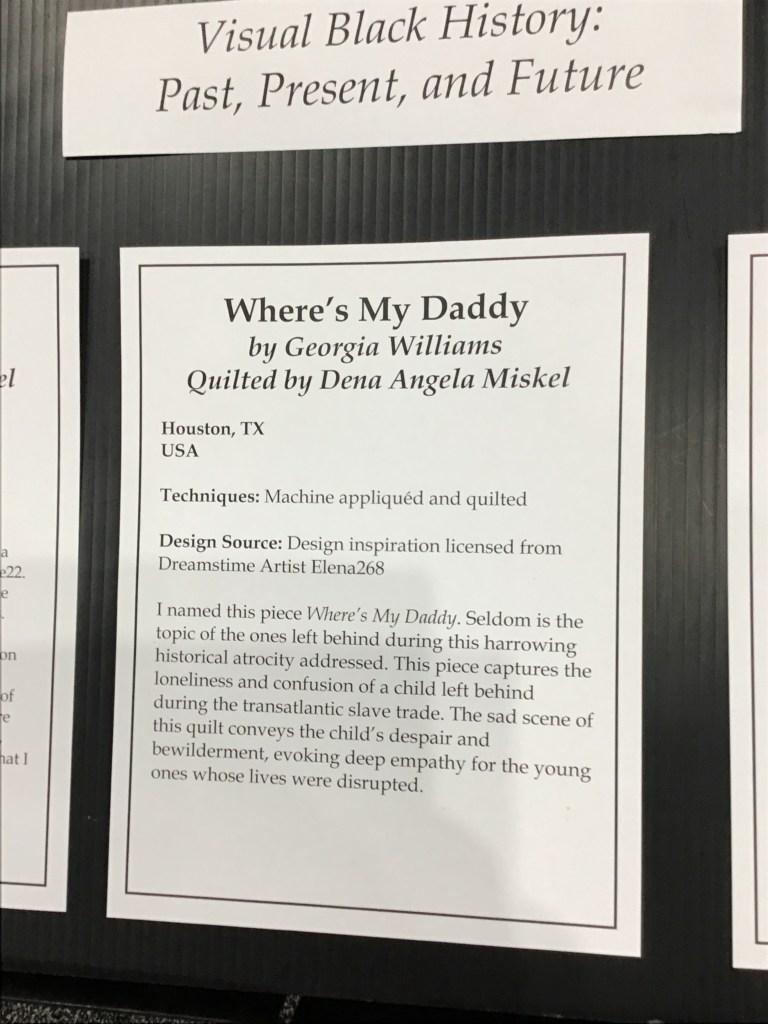 Visual Black History:
Past, Present, and Future
Where's My Daddy
by Georgia Williams
Quilted by Dena Angela Miskel
Houston, TX
USA
Techniques: Machine appliquéd and quilted
Design Source: Design inspiration licensed from
Dreamstime Artist Elena268
I named this piece Where's My Daddy. Seldom is the
topic of the ones left behind during this harrowing
historical atrocity addressed. This piece captures the
loneliness and confusion of a child left behind
during the transatlantic slave trade. The sad scene of
this quilt conveys the child's despair and
bewilderment, evoking deep empathy for the young
ones whose lives were disrupted.
a
on
of
I